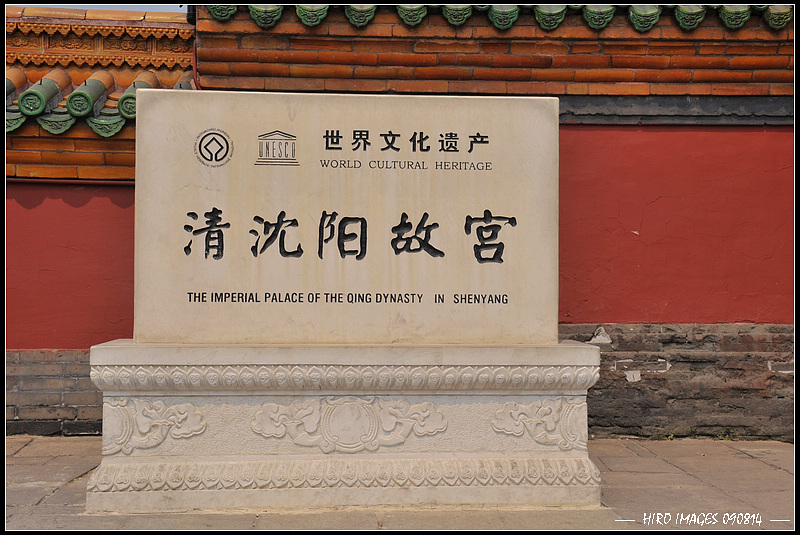 UNESCO
世界文化遗产
WORLD CULTURAL HERITAGE
清沈阳故宫
THE IMPERIAL PALACE OF THE QING DYNASTY IN SHENYANG
HIRO IMAGES 090814